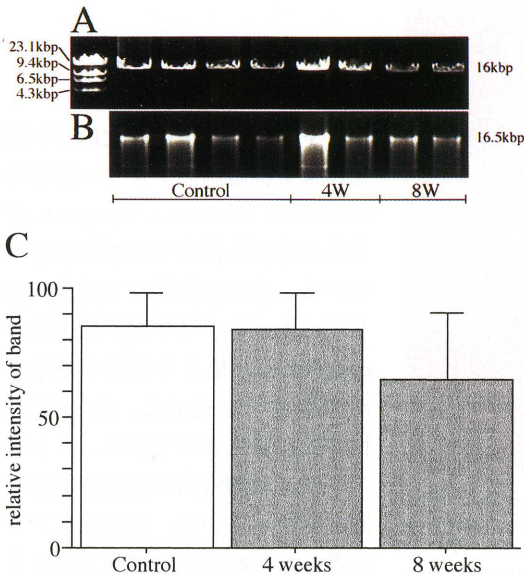 A
23.1kbp
9.4kbp
6.5kbp
4.3kbp
16kbp
B
16.5kbp
Control 4W 8W
C
100
50
0
relative intensity of band
Control 4 weeks 8 weeks